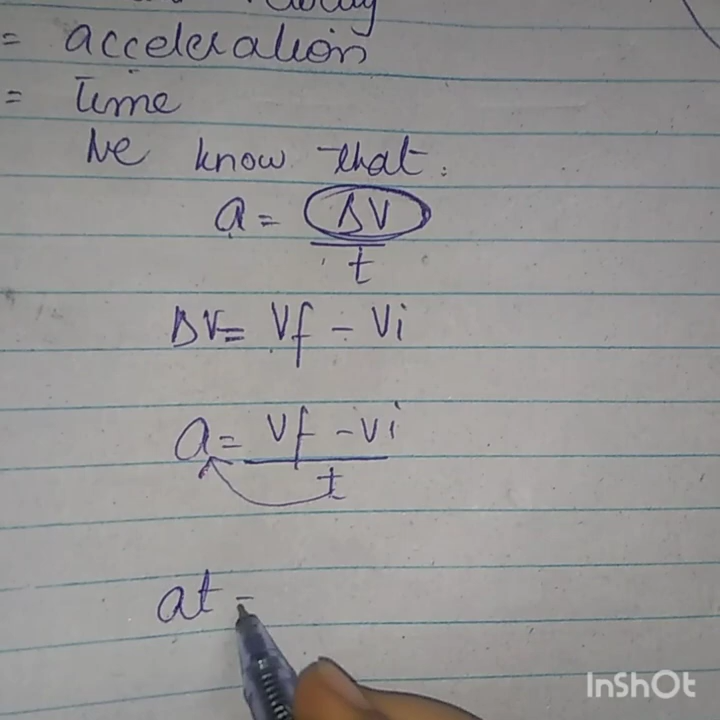 = acceleration
= Time
We know that:
a = ΔV / t
ΔV = Vf - Vi
a = Vf - Vi / t
at -
InShOt